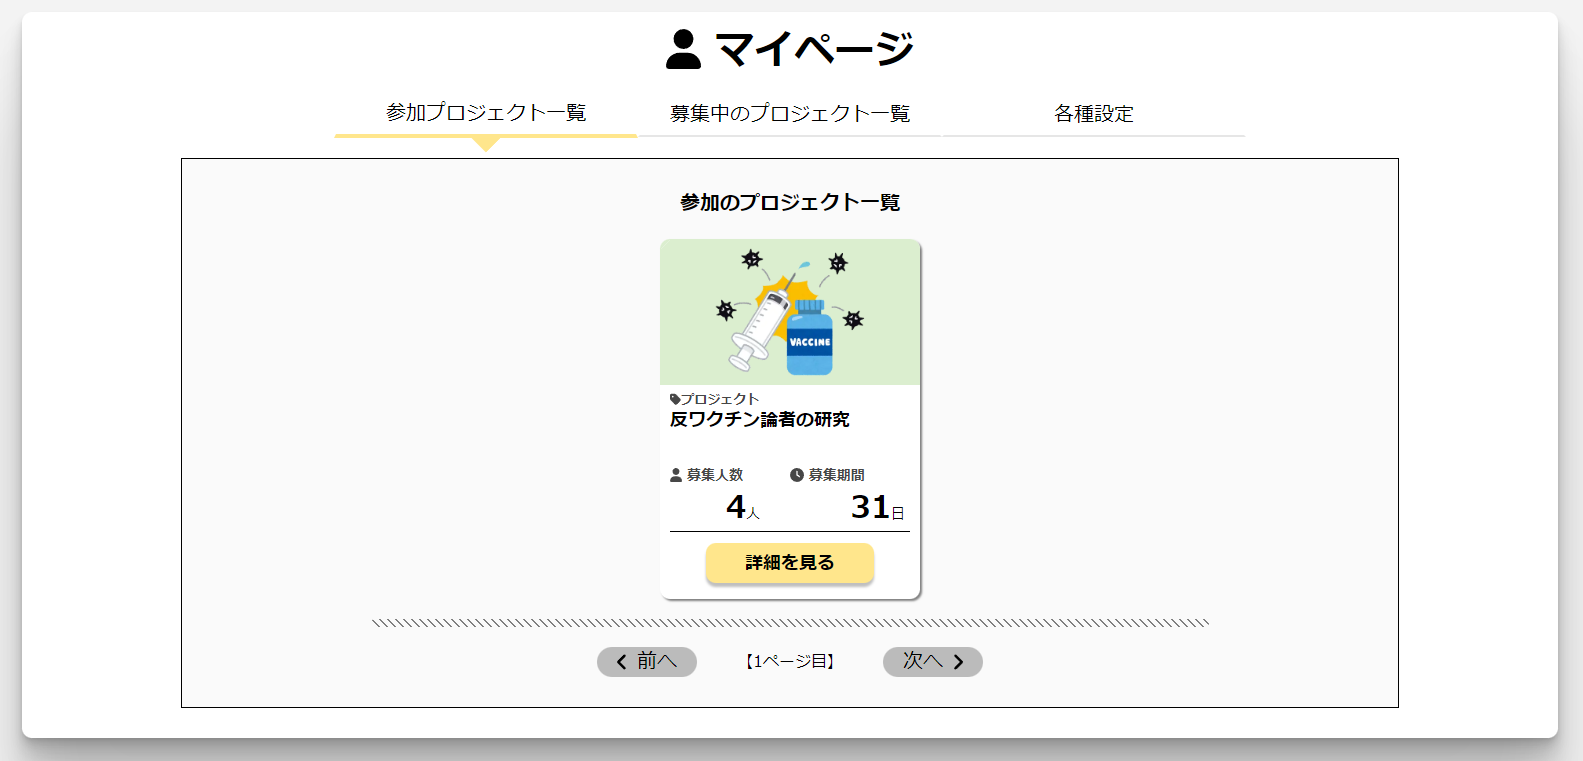 マイページ
参加プロジェクト一覧 募集中のプロジェクト一覧 各種設定
参加のプロジェクト一覧
VACCINE
プロジェクト
反ワクチン論者の研究
募集人数 募集期間
4人 31日
詳細を見る
前へ 【1ページ目】 次へ